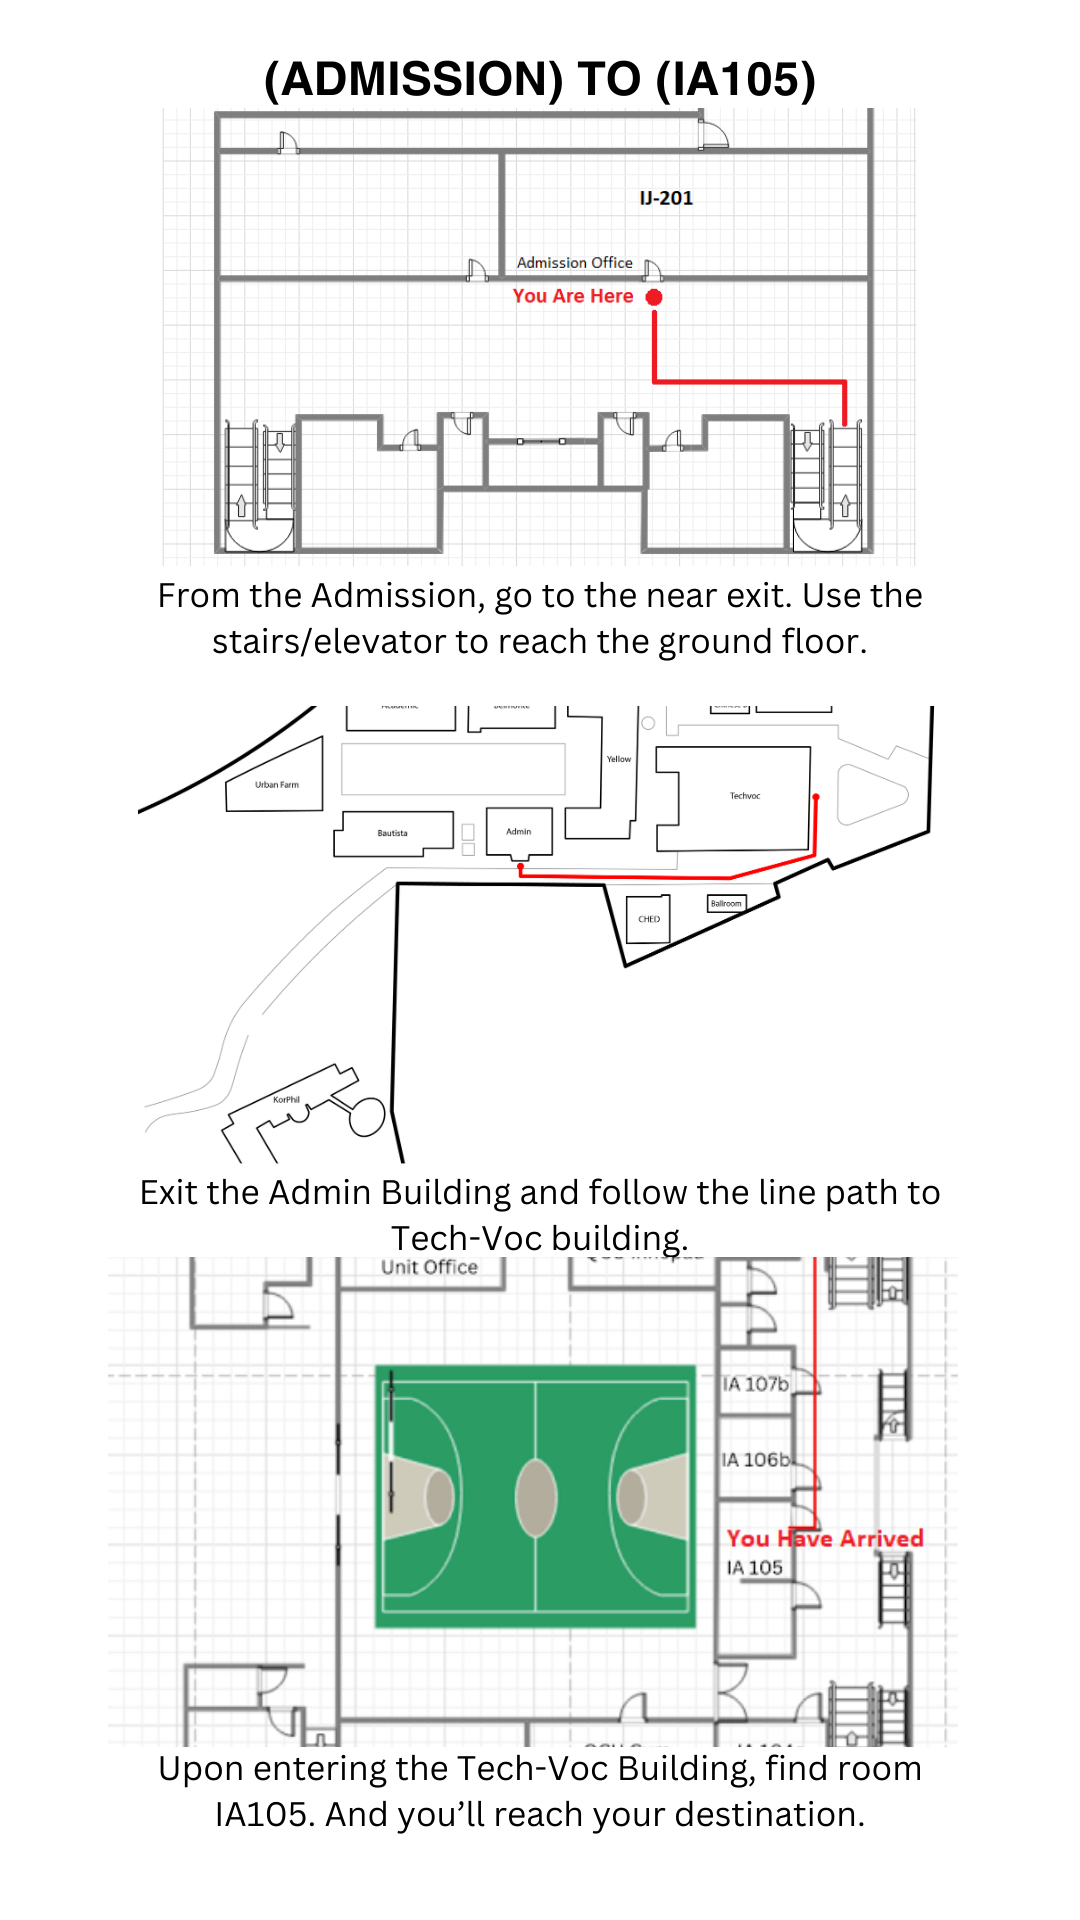 (ADMISSION) TO (IA105)
IJ-201
Admission Office
You Are Here
From the Admission, go to the near exit. Use the
stairs/elevator to reach the ground floor.
Academic
Belmonte
Yellow
Urban Farm
Techvoc
Bautista
Admin
CHED
Ballroom
KorPhil
Exit the Admin Building and follow the line path to
Tech-Voc building.
Unit Office
IA 107b
IA 106b
You Have Arrived
IA 105
Upon entering the Tech-Voc Building, find room
IA105. And you’ll reach your destination.